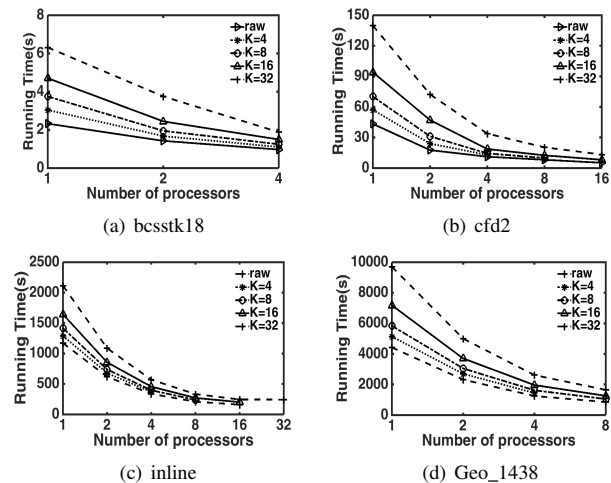 8
6
4
2
0
Running Time(s)
raw
K=4
K=8
K=16
K=32
1
2
4
Number of processors
(a) bcsstk18
150
120
90
60
30
0
Running Time(s)
raw
K=4
K=8
K=16
K=32
1
2
4
8
16
Number of processors
(b) cfd2
2500
2000
1500
1000
500
0
Running Time(s)
raw
K=4
K=8
K=16
K=32
1
2
4
8
16
32
Number of processors
(c) inline
10000
8000
6000
4000
2000
0
Running Time(s)
raw
K=4
K=8
K=16
K=32
1
2
4
8
Number of processors
(d) Geo_1438